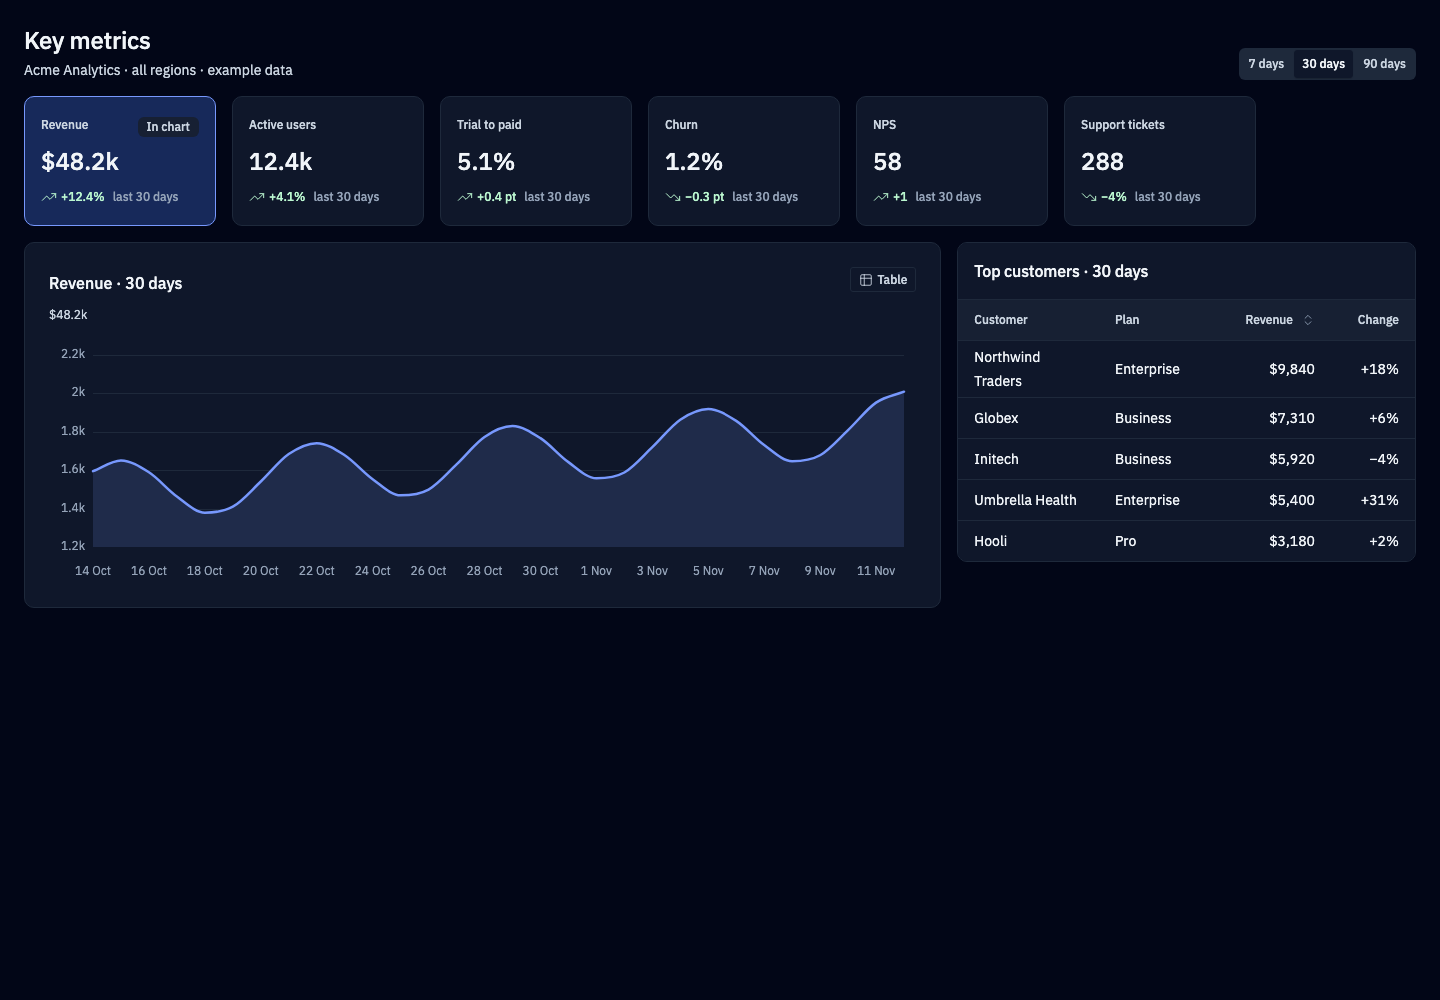 Key metrics
Acme Analytics · all regions · example data
7 days
30 days
90 days
Revenue
In chart
$48.2k
+12.4% last 30 days
Active users
12.4k
+4.1% last 30 days
Trial to paid
5.1%
+0.4 pt last 30 days
Churn
1.2%
−0.3 pt last 30 days
NPS
58
+1 last 30 days
Support tickets
288
−4% last 30 days
Revenue · 30 days
Table
$48.2k
2.2k
2k
1.8k
1.6k
1.4k
1.2k
14 Oct 16 Oct 18 Oct 20 Oct 22 Oct 24 Oct 26 Oct 28 Oct 30 Oct 1 Nov 3 Nov 5 Nov 7 Nov 9 Nov 11 Nov
Top customers · 30 days
Customer Plan Revenue Change
Northwind
Traders Enterprise $9,840 +18%
Globex Business $7,310 +6%
Initech Business $5,920 −4%
Umbrella Health Enterprise $5,400 +31%
Hooli Pro $3,180 +2%